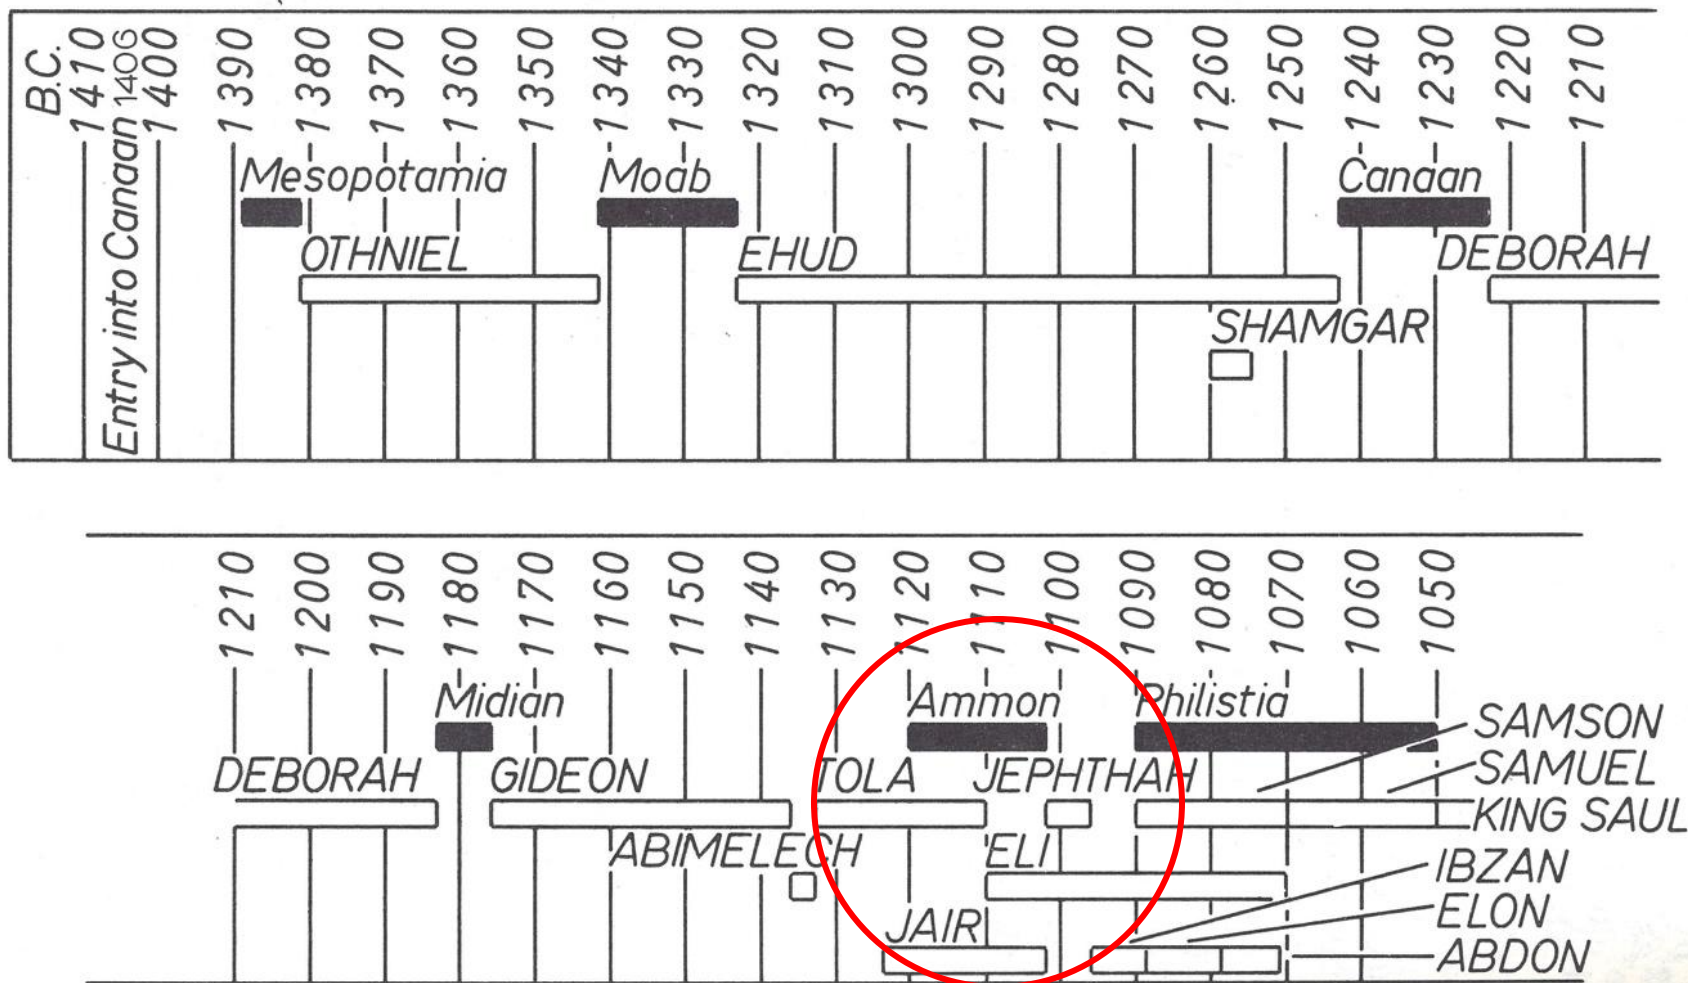 B.C.
1410
Entry into Canaan 1406
1400
1390
1380
1370
1360
1350
1340
1330
1320
1310
1300
1290
1280
1270
1260
1250
1240
1230
1220
1210
Mesopotamia
Moab
Canaan
OTHNIEL
EHUD
DEBORAH
SHAMGAR
1210
1200
1190
1180
1170
1160
1150
1140
1130
1120
1110
1100
1090
1080
1070
1060
1050
Midian
Ammon
Philistia
SAMSON
DEBORAH
GIDEON
TOLA
JEPHTHAH
SAMUEL
KING SAUL
ABIMELECH
ELI
IBZAN
ELON
JAIR
ABDON